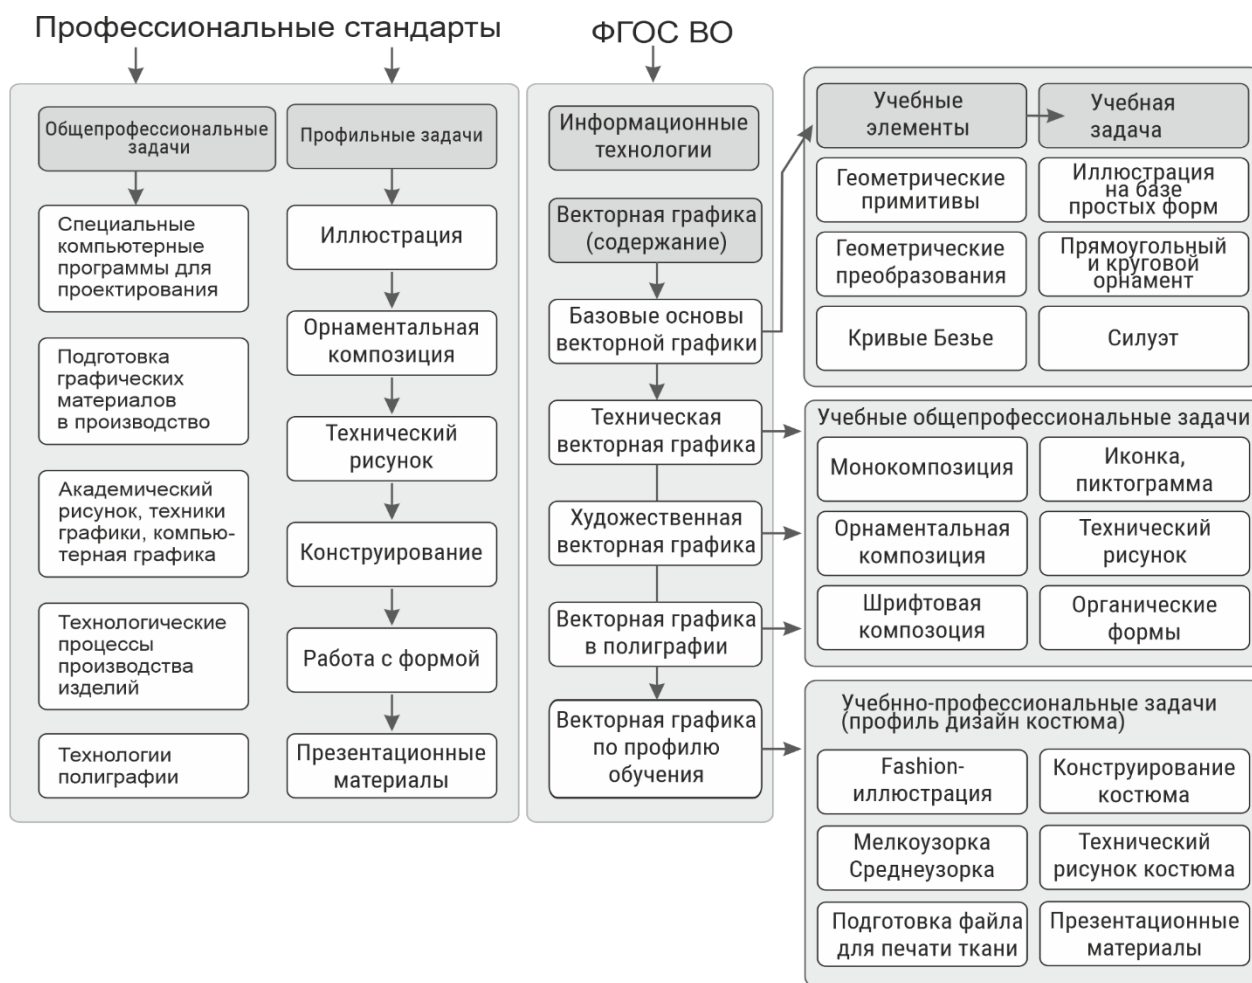 Профессиональные стандарты
ФГОС ВО
Общепрофессиональные
задачи
Специальные
компьютерные
программы для
проектирования
Подготовка
графических
материалов
в производство
Академический
рисунок, техники
графики, компью-
терная графика
Технологические
процессы
производства
изделий
Технологии
полиграфии
Профильные задачи
Иллюстрация
Орнаментальная
композиция
Технический
рисунок
Конструирование
Работа с формой
Презентационные
материалы
Информационные
технологии
Векторная графика
(содержание)
Базовые основы
векторной графики
Техническая
векторная графика
Художественная
векторная графика
Векторная графика
в полиграфии
Векторная графика
по профилю
обучения
Учебные
элементы
Учебная
задача
Геометрические
примитивы
Иллюстрация
на базе
простых форм
Геометрические
преобразования
Прямоугольный
и круговой
орнамент
Кривые Безье
Силуэт
Учебные общепрофессиональные задачи
Монокомпозиция
Иконка,
пиктограмма
Орнаментальная
композиция
Технический
рисунок
Шрифтовая
композоция
Органические
формы
Учебнно-профессиональные задачи
(профиль дизайн костюма)
Fashion-
иллюстрация
Конструирование
костюма
Мелкоузорка
Среднеузорка
Технический
рисунок костюма
Подготовка файла
для печати ткани
Презентационные
материалы